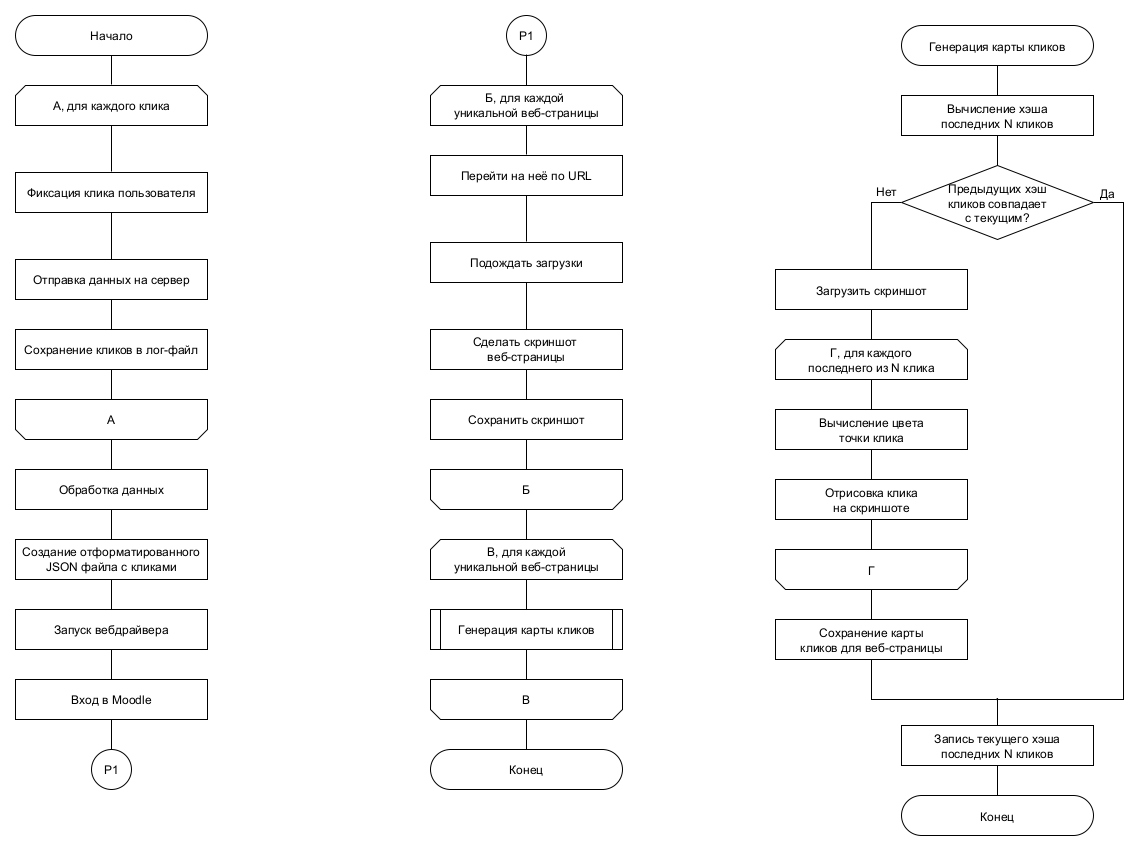 Начало
А, для каждого клика
Фиксация клика пользователя
Отправка данных на сервер
Сохранение кликов в лог-файл
А
Обработка данных
Создание отформатированного
JSON файла с кликами
Запуск вебдрайвера
Вход в Moodle
P1
P1
Б, для каждой
уникальной веб-страницы
Перейти на неё по URL
Подождать загрузки
Сделать скриншот
веб-страницы
Сохранить скриншот
Б
В, для каждой
уникальной веб-страницы
Генерация карты кликов
В
Конец
Генерация карты кликов
Вычисление хэша
последних N кликов
Предыдущих хэш
кликов совпадает
с текущим?
Нет
Да
Загрузить скриншот
Г, для каждого
последнего из N клика
Вычисление цвета
точки клика
Отрисовка клика
на скриншоте
Г
Сохранение карты
кликов для веб-страницы
Запись текущего хэша
последних N кликов
Конец